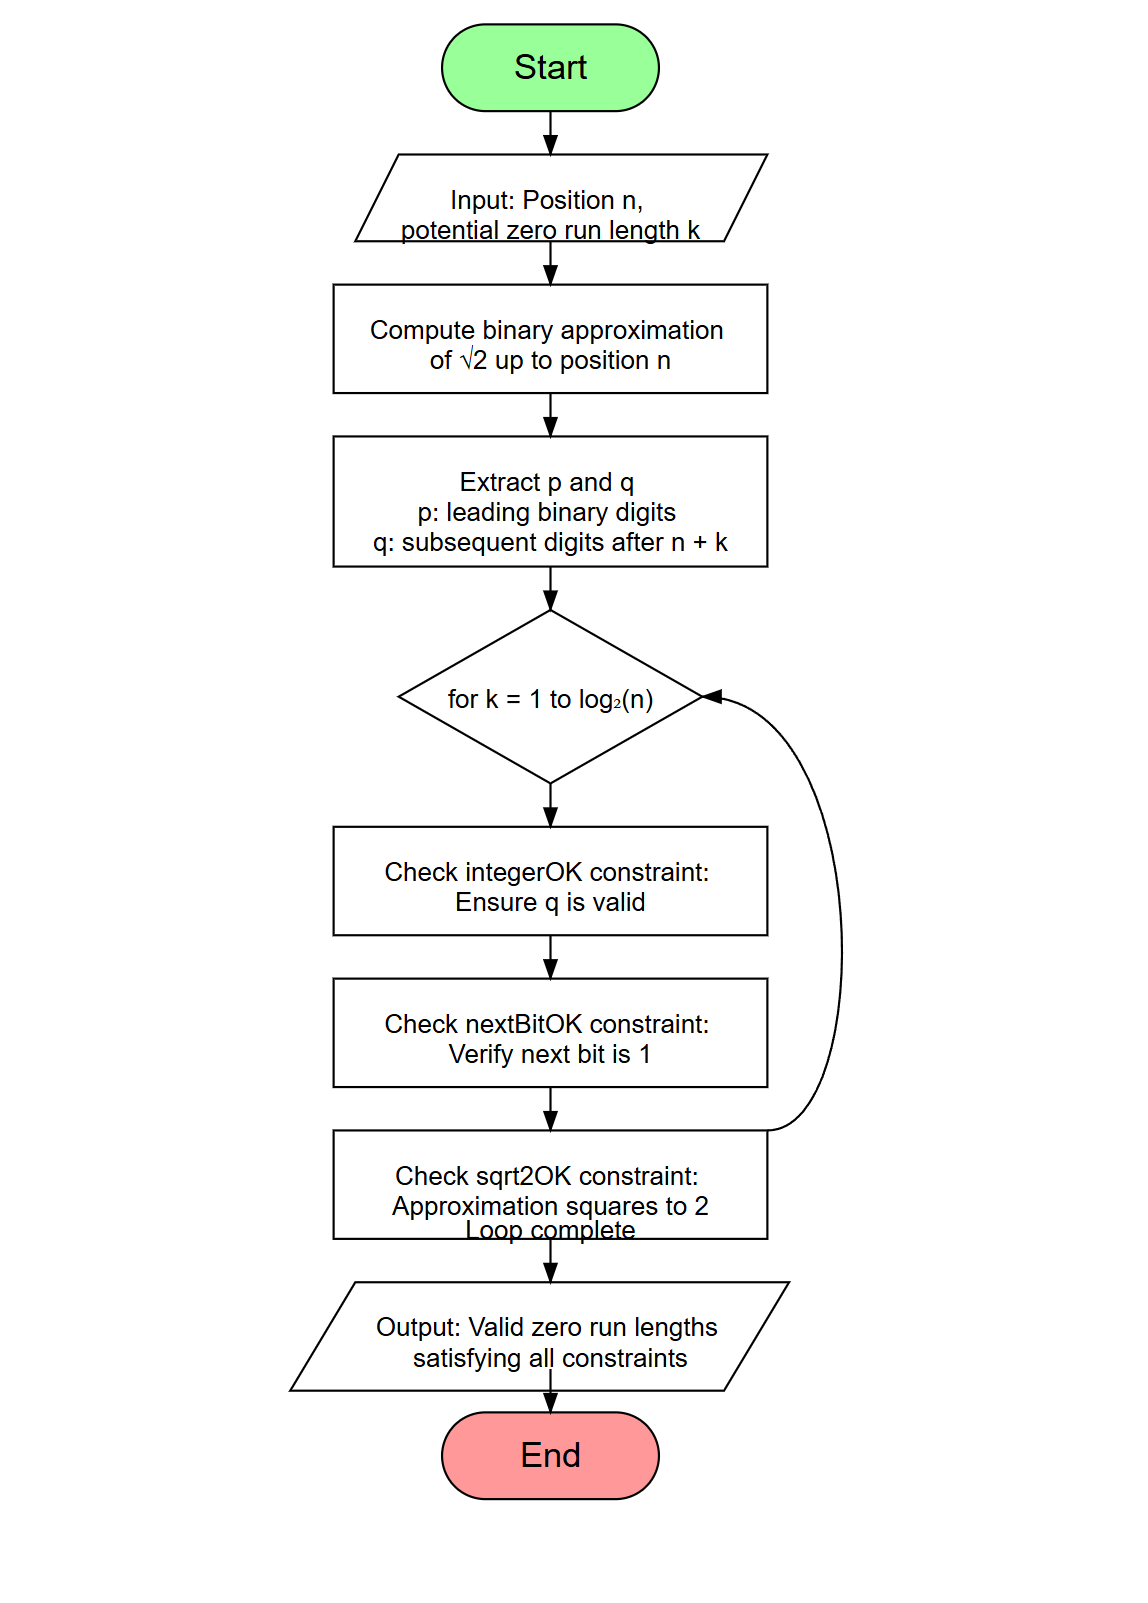 Start
Input: Position n,
potential zero run length k
Compute binary approximation
of √2 up to position n
Extract p and q
p: leading binary digits
q: subsequent digits after n + k
for k = 1 to log₂(n)
Check integerOK constraint:
Ensure q is valid
Check nextBitOK constraint:
Verify next bit is 1
Check sqrt2OK constraint:
Approximation squares to 2
Loop complete
Output: Valid zero run lengths
satisfying all constraints
End